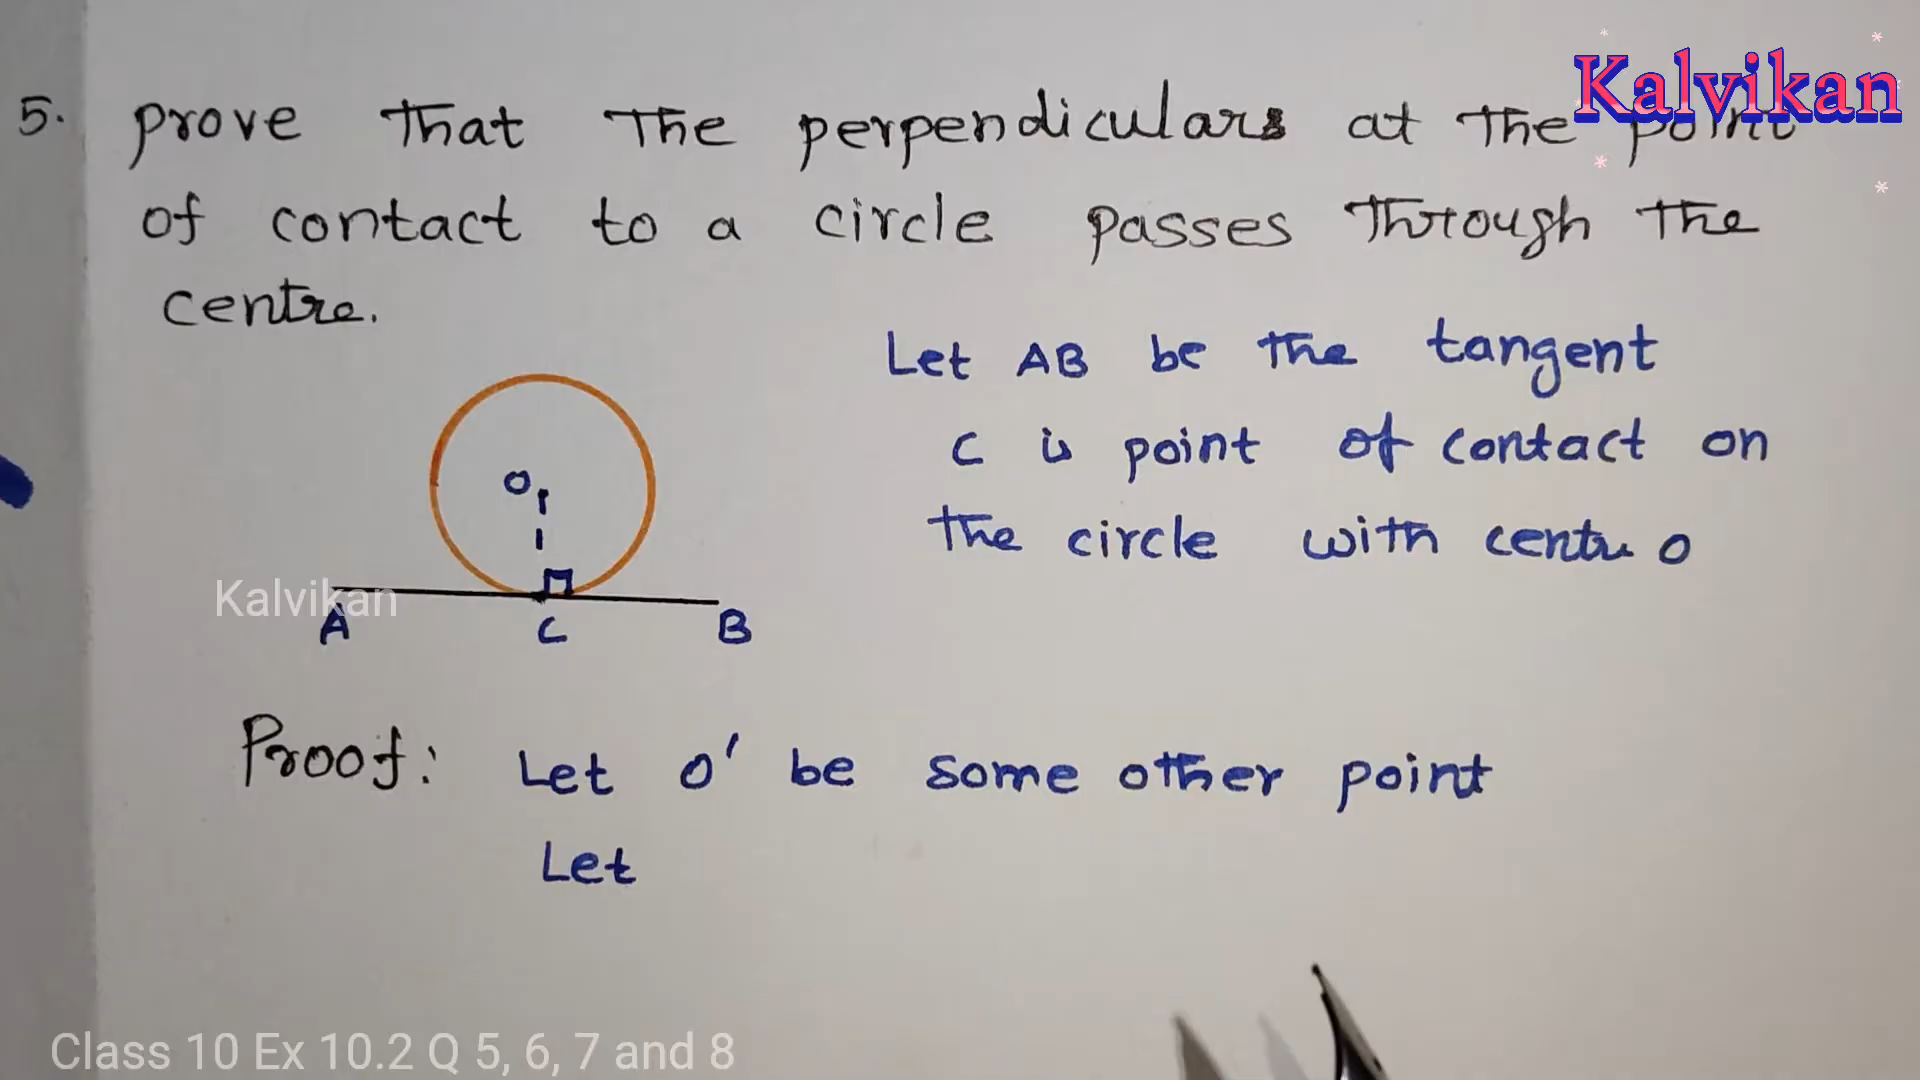 Kalvikan
5. prove that the perpendiculars at the point
of contact to a circle passes through the
centre.
Let AB be the tangent
C is point of contact on
the circle with centre O
O
Kalvikan
A C B
Proof: Let O' be some other point
Let
Class 10 Ex 10.2 Q 5, 6, 7 and 8